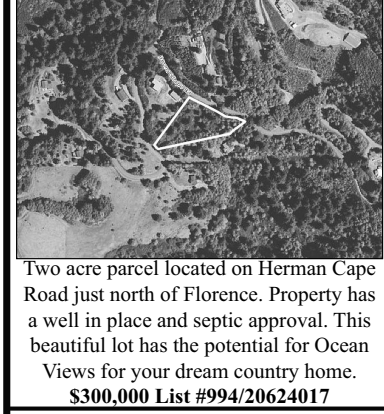 Two acre parcel located on Herman Cape
Road just north of Florence. Property has
a well in place and septic approval. This
beautiful lot has the potential for Ocean
Views for your dream country home.
$300,000 List #994/20624017